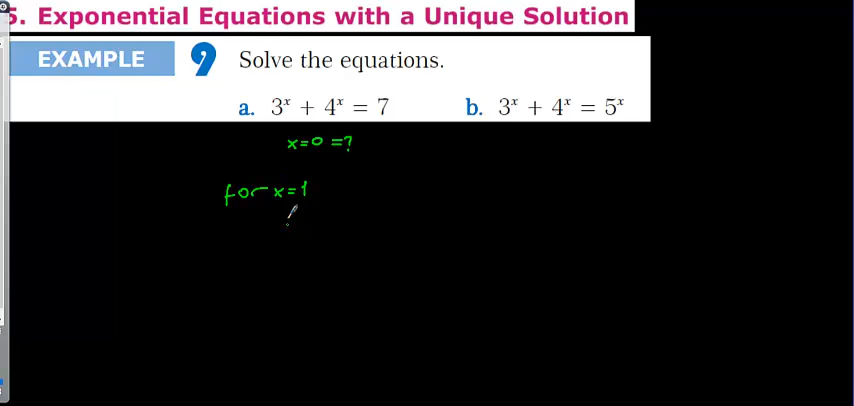 5. Exponential Equations with a Unique Solution
EXAMPLE 9 Solve the equations.
a. 3ˣ + 4ˣ = 7 b. 3ˣ + 4ˣ = 5ˣ
x=0 =?
for x=1